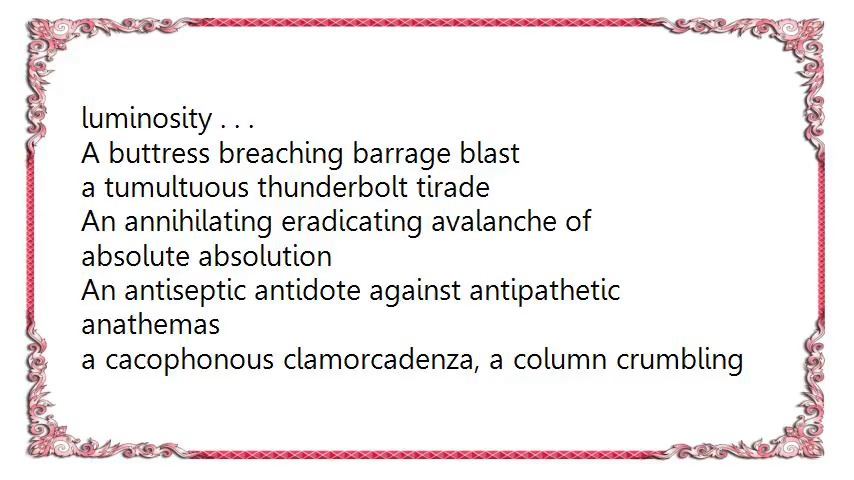 luminosity . . .
A buttress breaching barrage blast
a tumultuous thunderbolt tirade
An annihilating eradicating avalanche of
absolute absolution
An antiseptic antidote against antipathetic
anathemas
a cacophonous clamorcadenza, a column crumbling